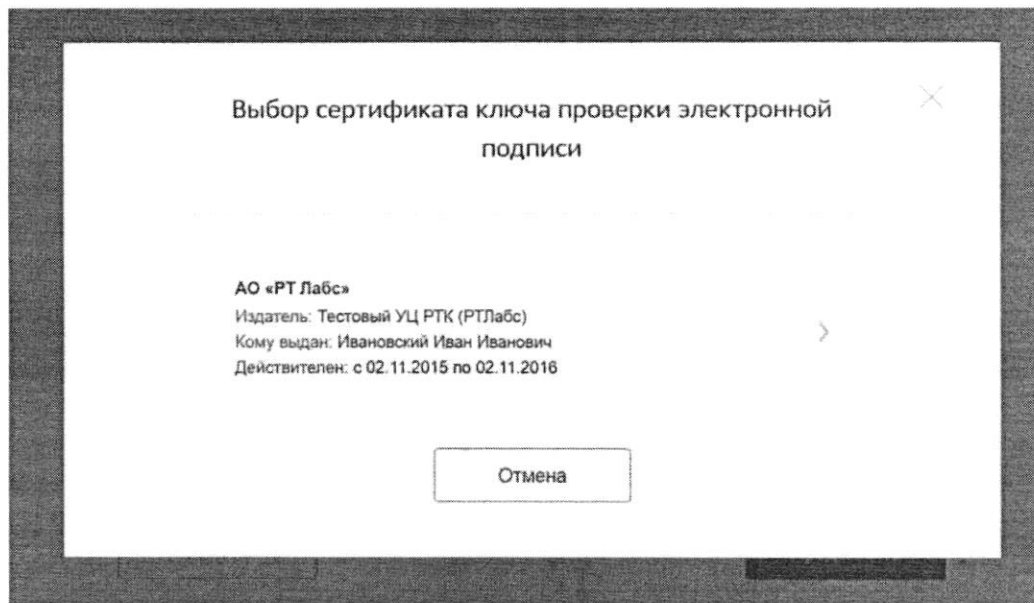 Выбор сертификата ключа проверки электронной
подписи
АО «РТ Лабс»
Издатель: Тестовый УЦ РТК (РТЛабс)
Кому выдан: Ивановский Иван Иванович
Действителен: с 02.11.2015 по 02.11.2016
Отмена